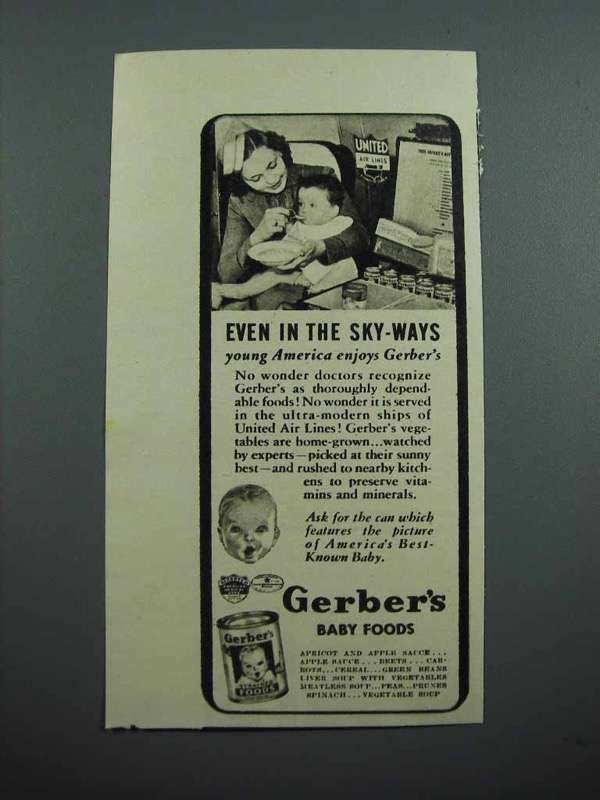 UNITED
AIR LINES
EVEN IN THE SKY-WAYS
young America enjoys Gerber's
No wonder doctors recognize
Gerber's as thoroughly depend-
able foods! No wonder it is served
in the ultra-modern ships of
United Air Lines! Gerber's vege-
tables are home-grown...watched
by experts—picked at their sunny
best—and rushed to nearby kitch-
ens to preserve vita-
mins and minerals.
Ask for the can which
features the picture
of America's Best-
Known Baby.
Gerber's
BABY FOODS
Gerber's
FOODS
APRICOT AND APPLE SAUCE...
APPLE SAUCE...BEETS...CAR-
ROTS...CEREAL...GREEN BEANS
LIVER SOUP WITH VEGETABLES
MEATLESS SOUP...PEAS...PRUNES
SPINACH...VEGETABLE SOUP